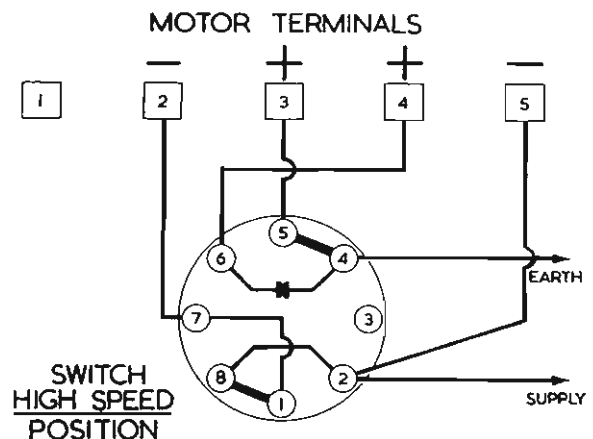 MOTOR TERMINALS
− + + −
1 2 3 4 5
5
6 4
EARTH
7 3
8 2
1
SUPPLY
SWITCH
HIGH SPEED
POSITION